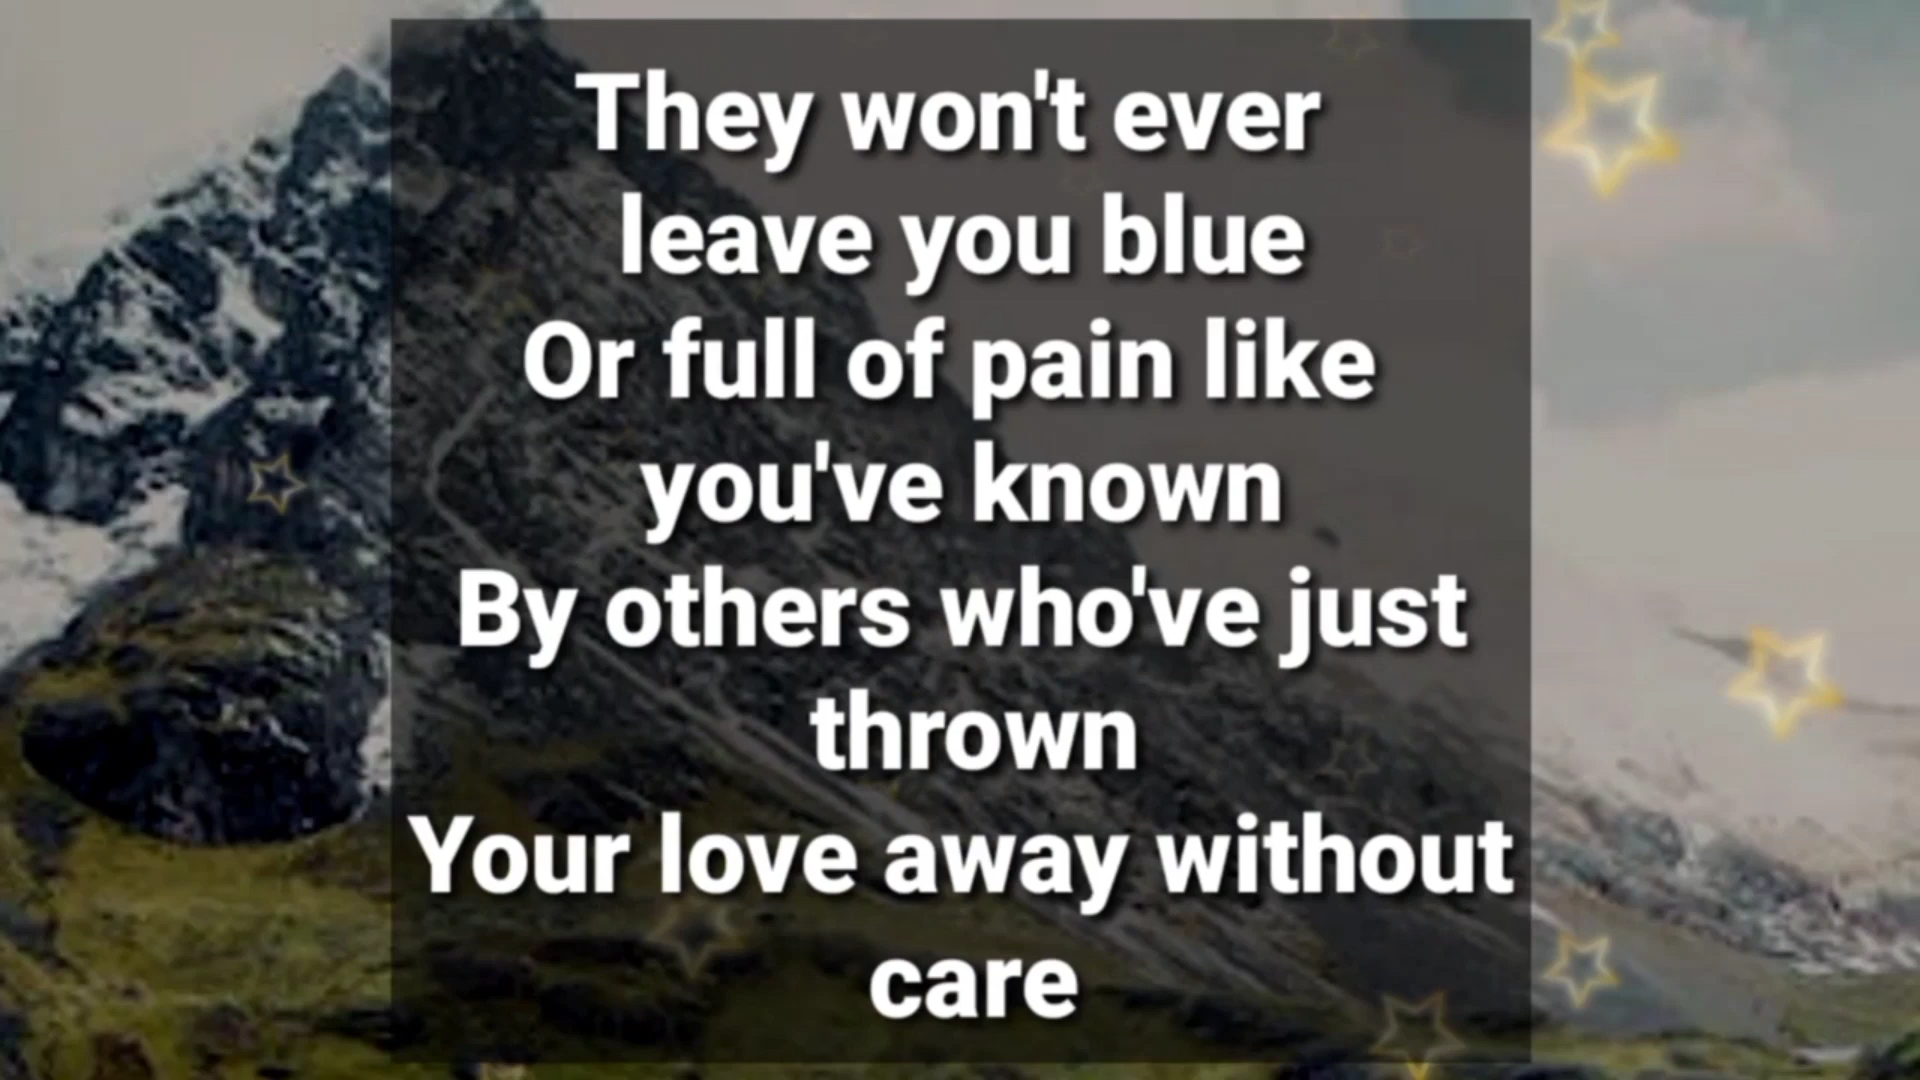 They won't ever
leave you blue
Or full of pain like
you've known
By others who've just
thrown
Your love away without
care